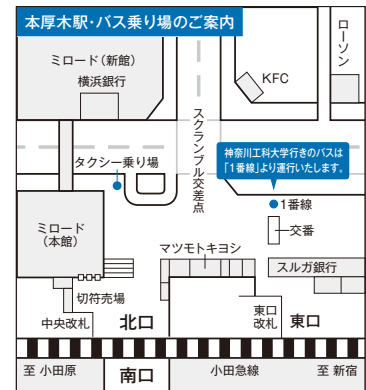 本厚木駅・バス乗り場のご案内
ミロード（新館）
横浜銀行
KFC
ローソン
スクランブル交差点
タクシー乗り場
神奈川工科大学行きのバスは
「1番線」より運行いたします。
1番線
交番
ミロード
（本館）
マツモトキヨシ
スルガ銀行
切符売場
中央改札
北口
東口
改札
東口
至 小田原
南口
小田急線
至 新宿